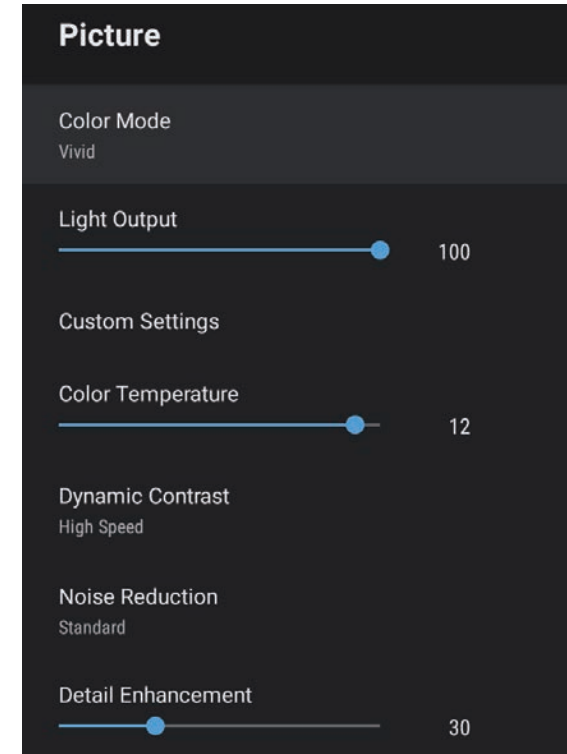 Picture
Color Mode
Vivid
Light Output
100
Custom Settings
Color Temperature
12
Dynamic Contrast
High Speed
Noise Reduction
Standard
Detail Enhancement
30